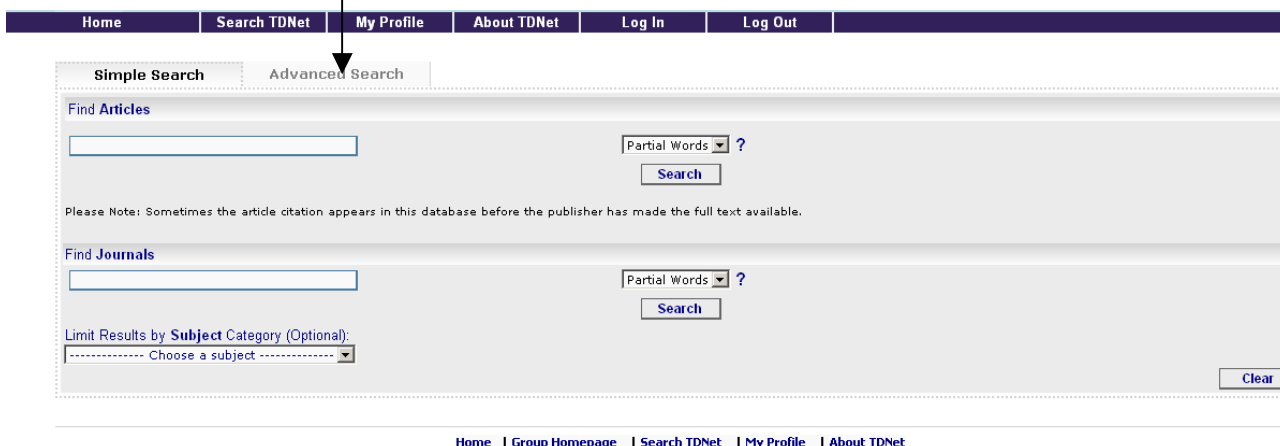 Home | Search TDNet | My Profile | About TDNet | Log In | Log Out |
Simple Search Advanced Search
Find Articles
Partial Words ?
Search
Please Note: Sometimes the article citation appears in this database before the publisher has made the full text available.
Find Journals
Partial Words ?
Search
Limit Results by Subject Category (Optional):
-------------- Choose a subject --------------
Clear
Home | Group Homepage | Search TDNet | My Profile | About TDNet